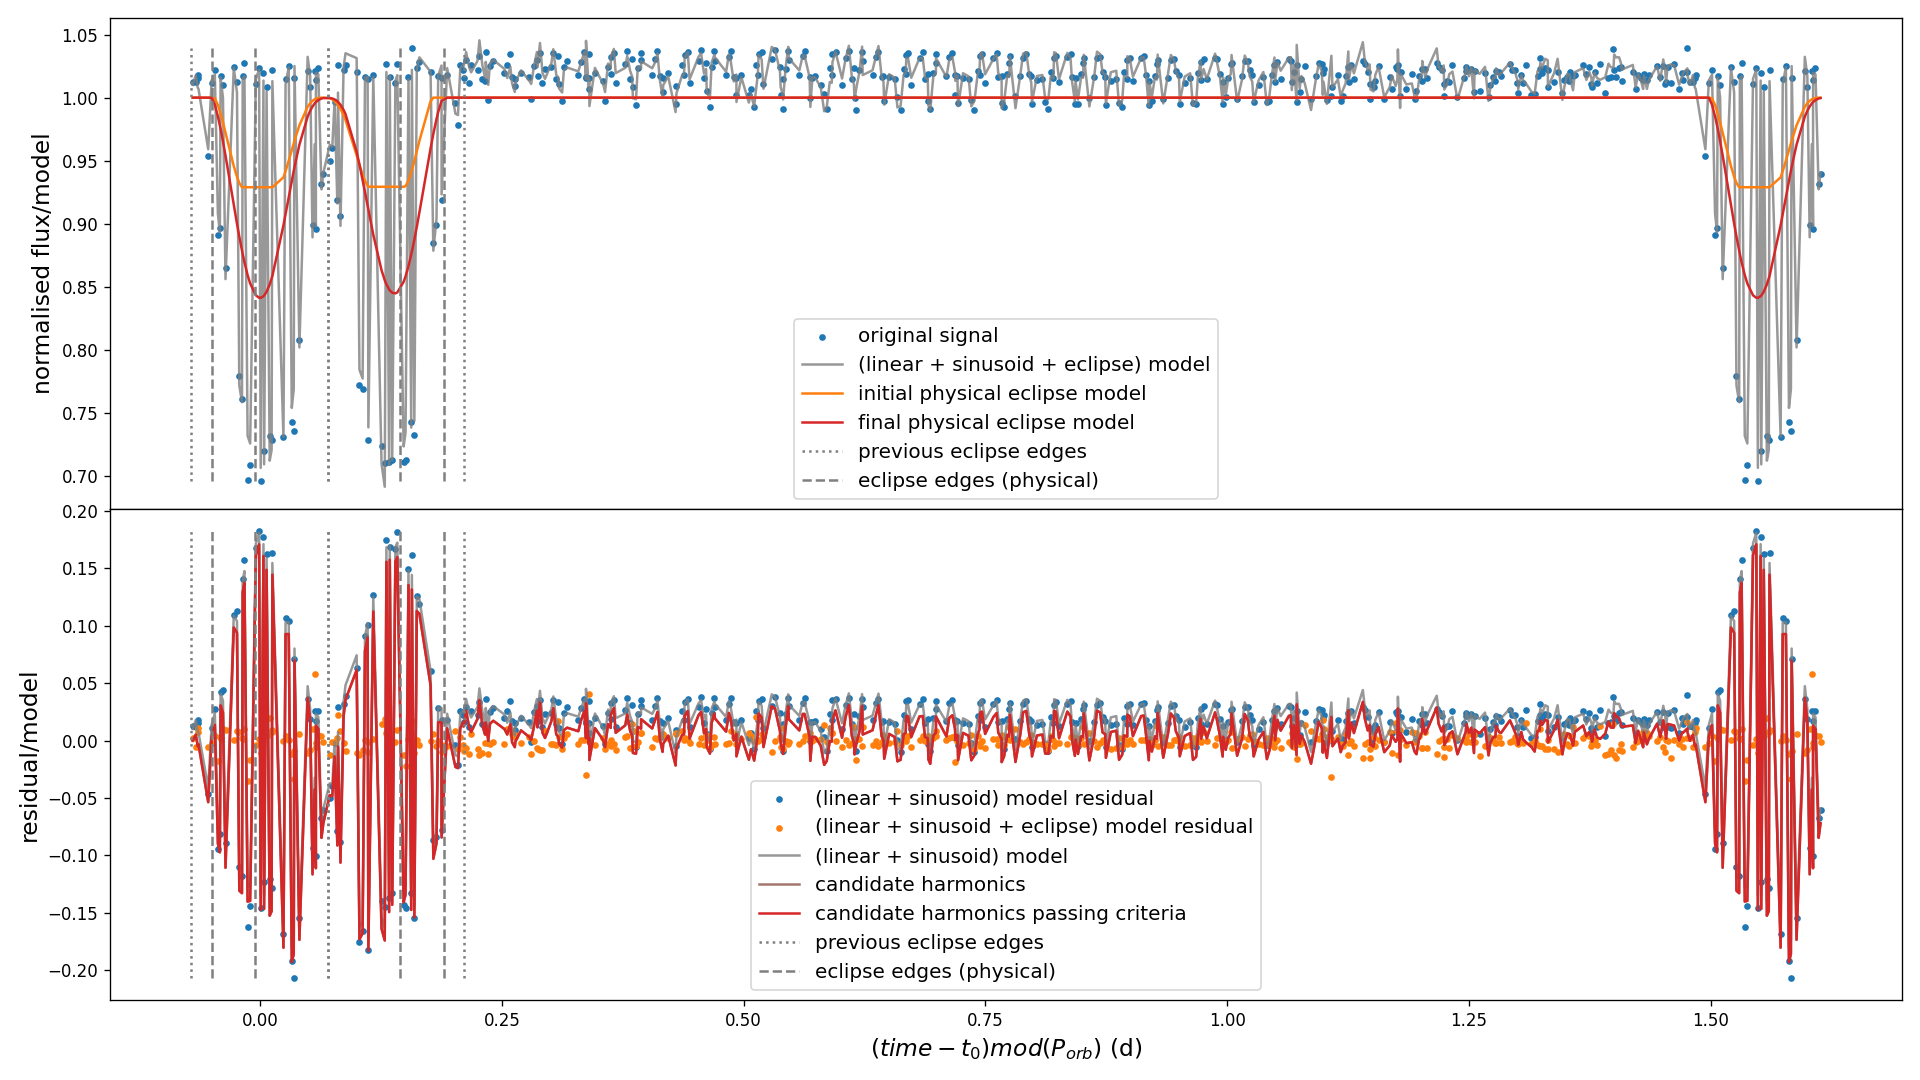 normalised flux/model
1.05
1.00
0.95
0.90
0.85
0.80
0.75
0.70
original signal
(linear + sinusoid + eclipse) model
initial physical eclipse model
final physical eclipse model
previous eclipse edges
eclipse edges (physical)
residual/model
0.20
0.15
0.10
0.05
0.00
−0.05
−0.10
−0.15
−0.20
(linear + sinusoid) model residual
(linear + sinusoid + eclipse) model residual
(linear + sinusoid) model
candidate harmonics
candidate harmonics passing criteria
previous eclipse edges
eclipse edges (physical)
0.00 0.25 0.50 0.75 1.00 1.25 1.50
(time − t₀)mod(P_orb) (d)